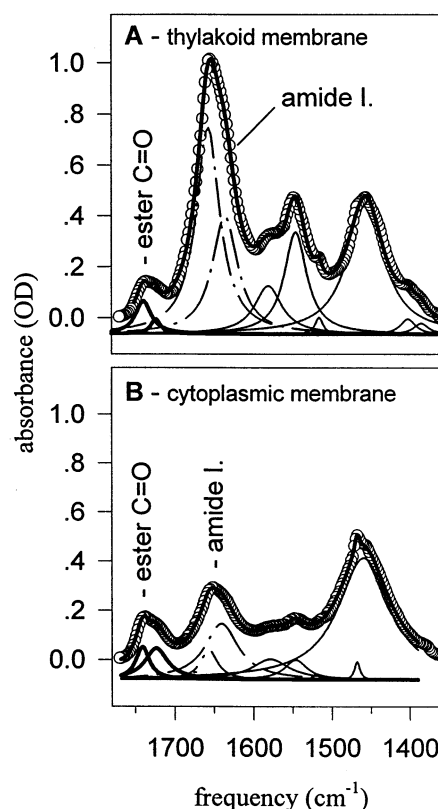 A - thylakoid membrane
1.0
.8
.6
.4
.2
0.0
amide I.
- ester C=O
B - cytoplasmic membrane
1.0
.8
.6
.4
.2
0.0
- ester C=O
- amide I.
absorbance (OD)
1700 1600 1500 1400
frequency (cm⁻¹)